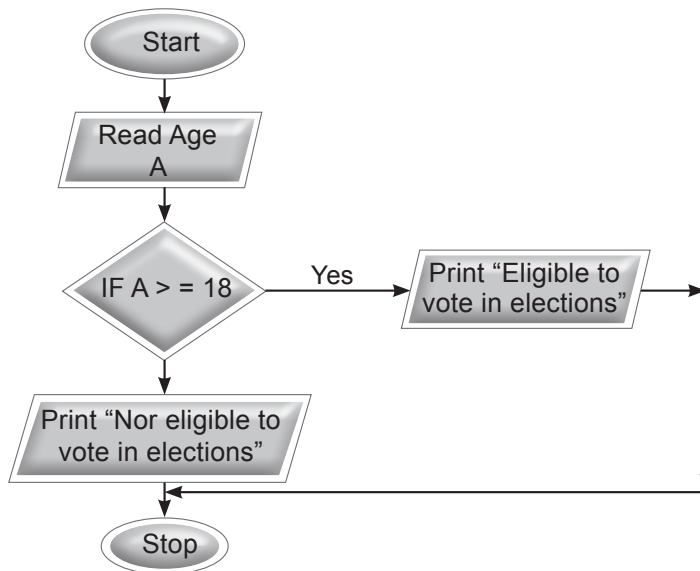 Start
Read Age
A
IF A > = 18
Yes
Print “Eligible to
vote in elections”
Print “Nor eligible to
vote in elections”
Stop